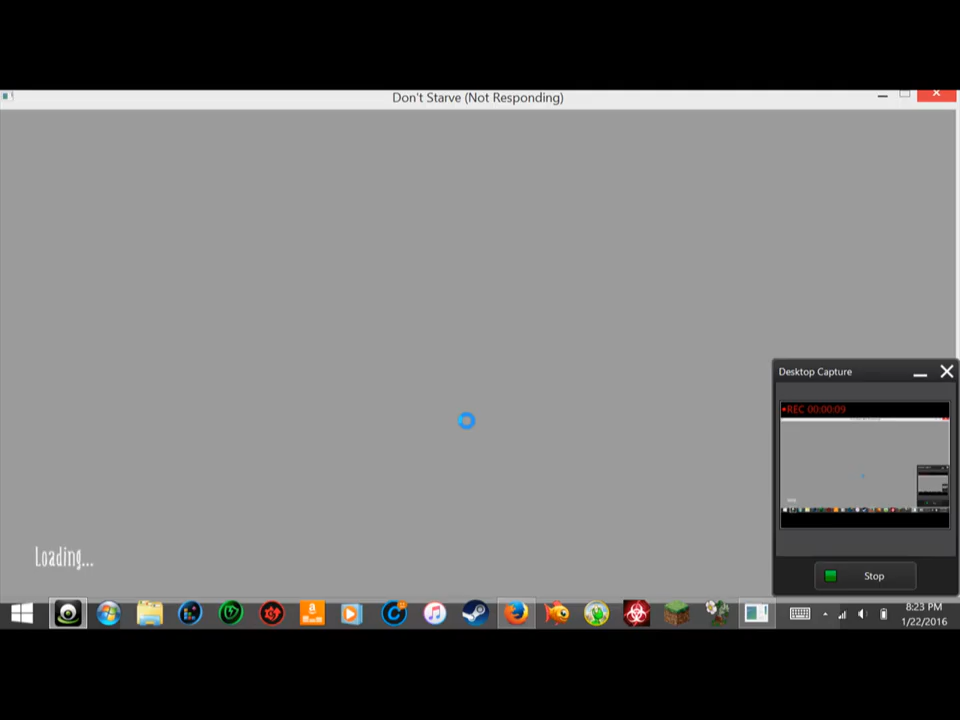 Don't Starve (Not Responding)
Desktop Capture
REC 00:00:09
Loading...
Stop
8:23 PM
1/22/2016